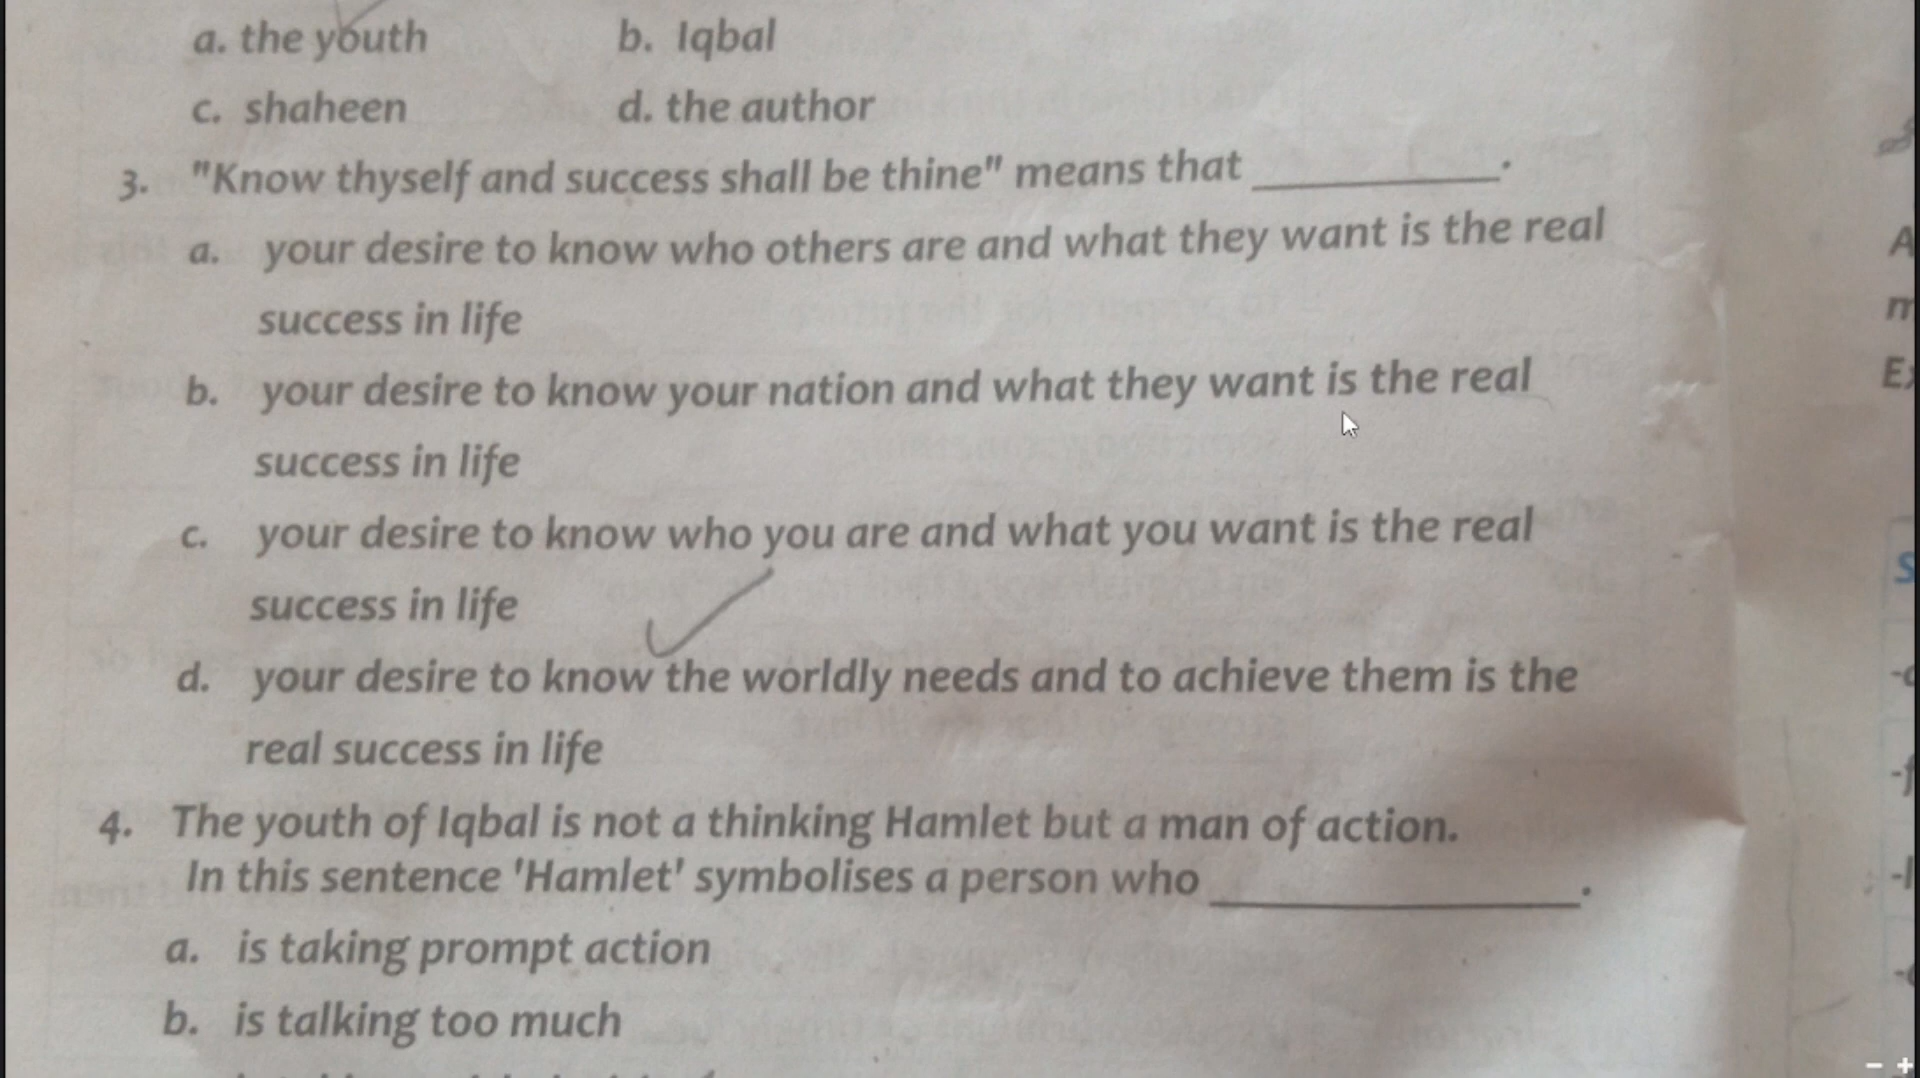 a. the youth b. Iqbal
c. shaheen d. the author
3. "Know thyself and success shall be thine" means that __________.
a. your desire to know who others are and what they want is the real
success in life
b. your desire to know your nation and what they want is the real
success in life
c. your desire to know who you are and what you want is the real
success in life
d. your desire to know the worldly needs and to achieve them is the
real success in life
4. The youth of Iqbal is not a thinking Hamlet but a man of action.
In this sentence 'Hamlet' symbolises a person who _______________.
a. is taking prompt action
b. is talking too much